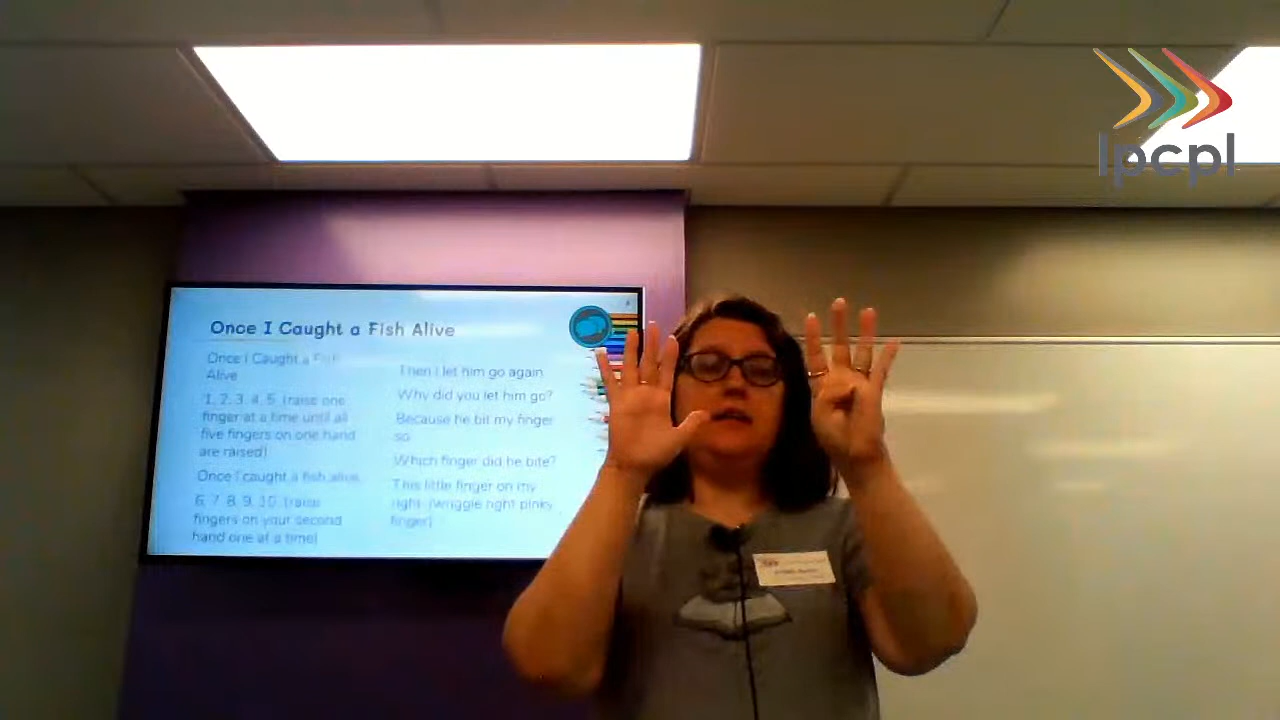 lpcpl
Once I Caught a Fish Alive
Once I Caught a Fish
Alive
1, 2, 3, 4, 5, (raise one
finger at a time until all
five fingers on one hand
are raised)
Once I caught a fish alive
6, 7, 8, 9, 10, (raise
fingers on your second
hand one at a time)
Then I let him go again
Why did you let him go?
Because he bit my finger
so
Which finger did he bite?
This little finger on my
right (wriggle right pinky
finger)